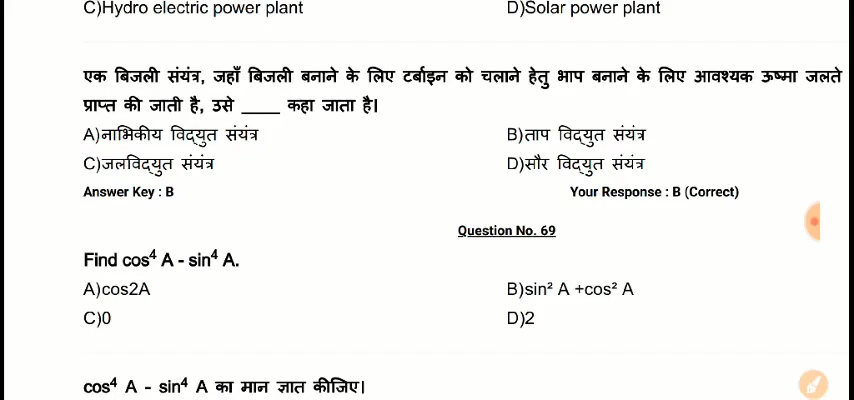 C)Hydro electric power plant D)Solar power plant
एक बिजली संयंत्र, जहाँ बिजली बनाने के लिए टर्बाइन को चलाने हेतु भाप बनाने के लिए आवश्यक ऊष्मा जलते
प्राप्त की जाती है, उसे ____ कहा जाता है।
A)नाभिकीय विद्युत संयंत्र B)ताप विद्युत संयंत्र
C)जलविद्युत संयंत्र D)सौर विद्युत संयंत्र
Answer Key : B Your Response : B (Correct)
Question No. 69
Find cos⁴ A - sin⁴ A.
A)cos2A B)sin² A +cos² A
C)0 D)2
cos⁴ A - sin⁴ A का मान ज्ञात कीजिए।